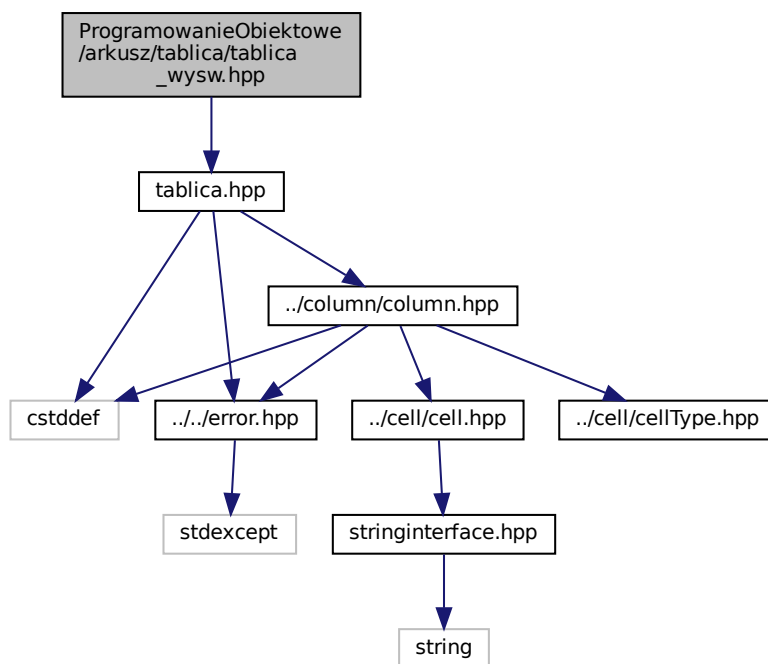 ProgramowanieObiektowe
/arkusz/tablica/tablica
_wysw.hpp
tablica.hpp
../column/column.hpp
cstddef
../../error.hpp
../cell/cell.hpp
../cell/cellType.hpp
stdexcept
stringinterface.hpp
string